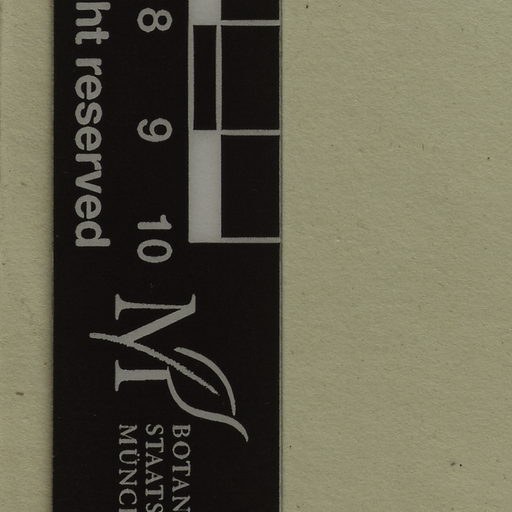 8 9 10
ht reserved
M
BOTAN
STAATS
MÜNCH